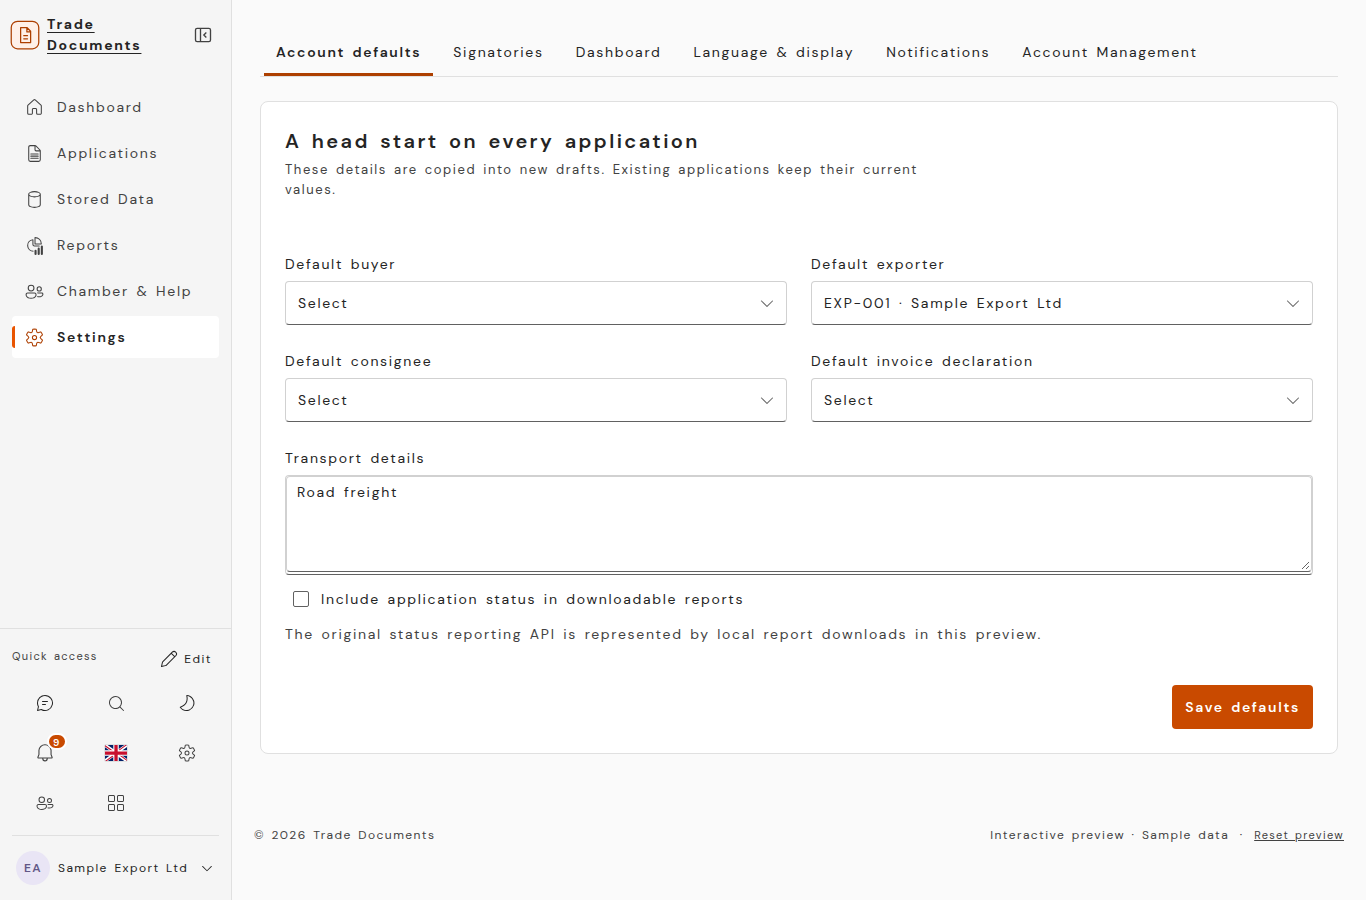 Trade
Documents
Dashboard
Applications
Stored Data
Reports
Chamber & Help
Settings
Quick access
Edit
9
EA
Sample Export Ltd
Account defaults
Signatories
Dashboard
Language & display
Notifications
Account Management
A head start on every application
These details are copied into new drafts. Existing applications keep their current
values.
Default buyer
Select
Default exporter
EXP-001 · Sample Export Ltd
Default consignee
Select
Default invoice declaration
Select
Transport details
Road freight
Include application status in downloadable reports
The original status reporting API is represented by local report downloads in this preview.
Save defaults
© 2026 Trade Documents
Interactive preview · Sample data · Reset preview